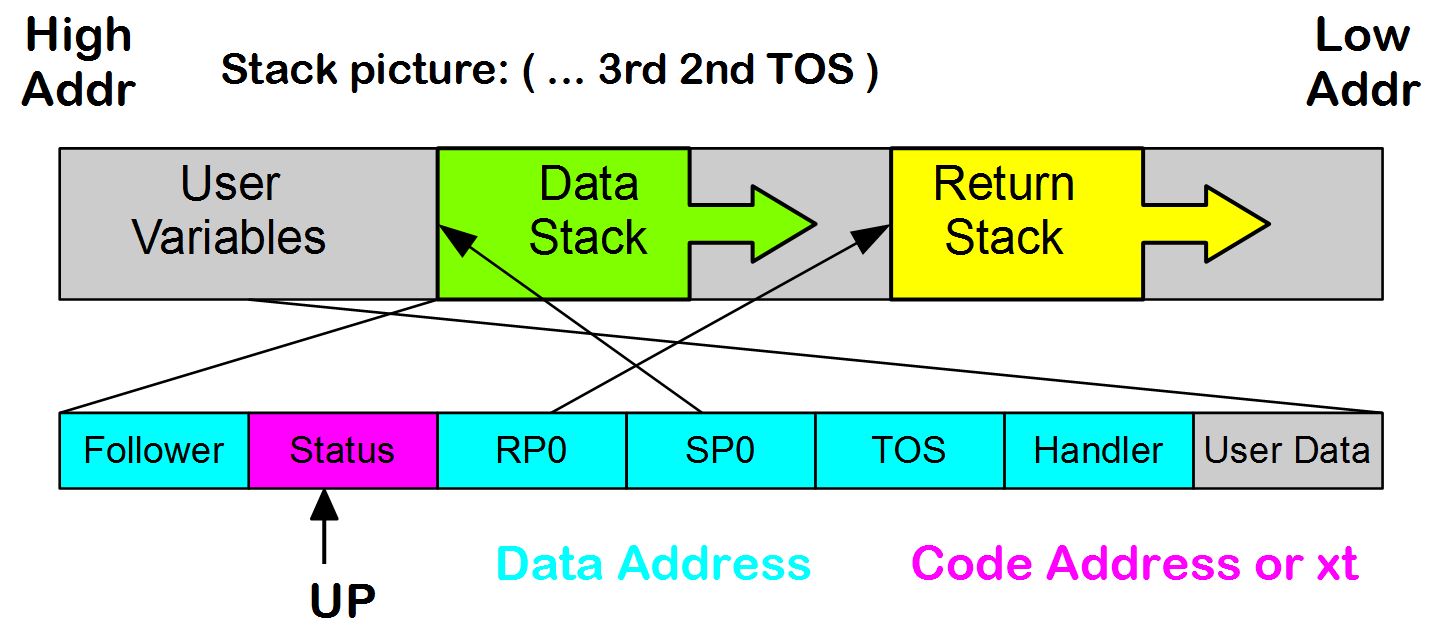 High
Addr
Stack picture: ( ... 3rd 2nd TOS )
Low
Addr
User
Variables
Data
Stack
Return
Stack
Follower
Status
RP0
SP0
TOS
Handler
User Data
UP
Data Address
Code Address or xt